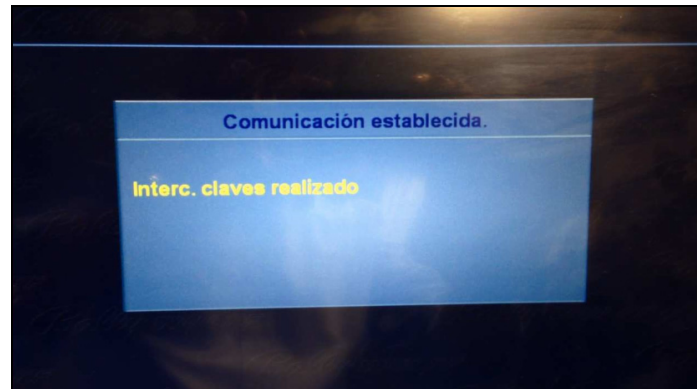 Comunicación establecida.
Interc. claves realizado